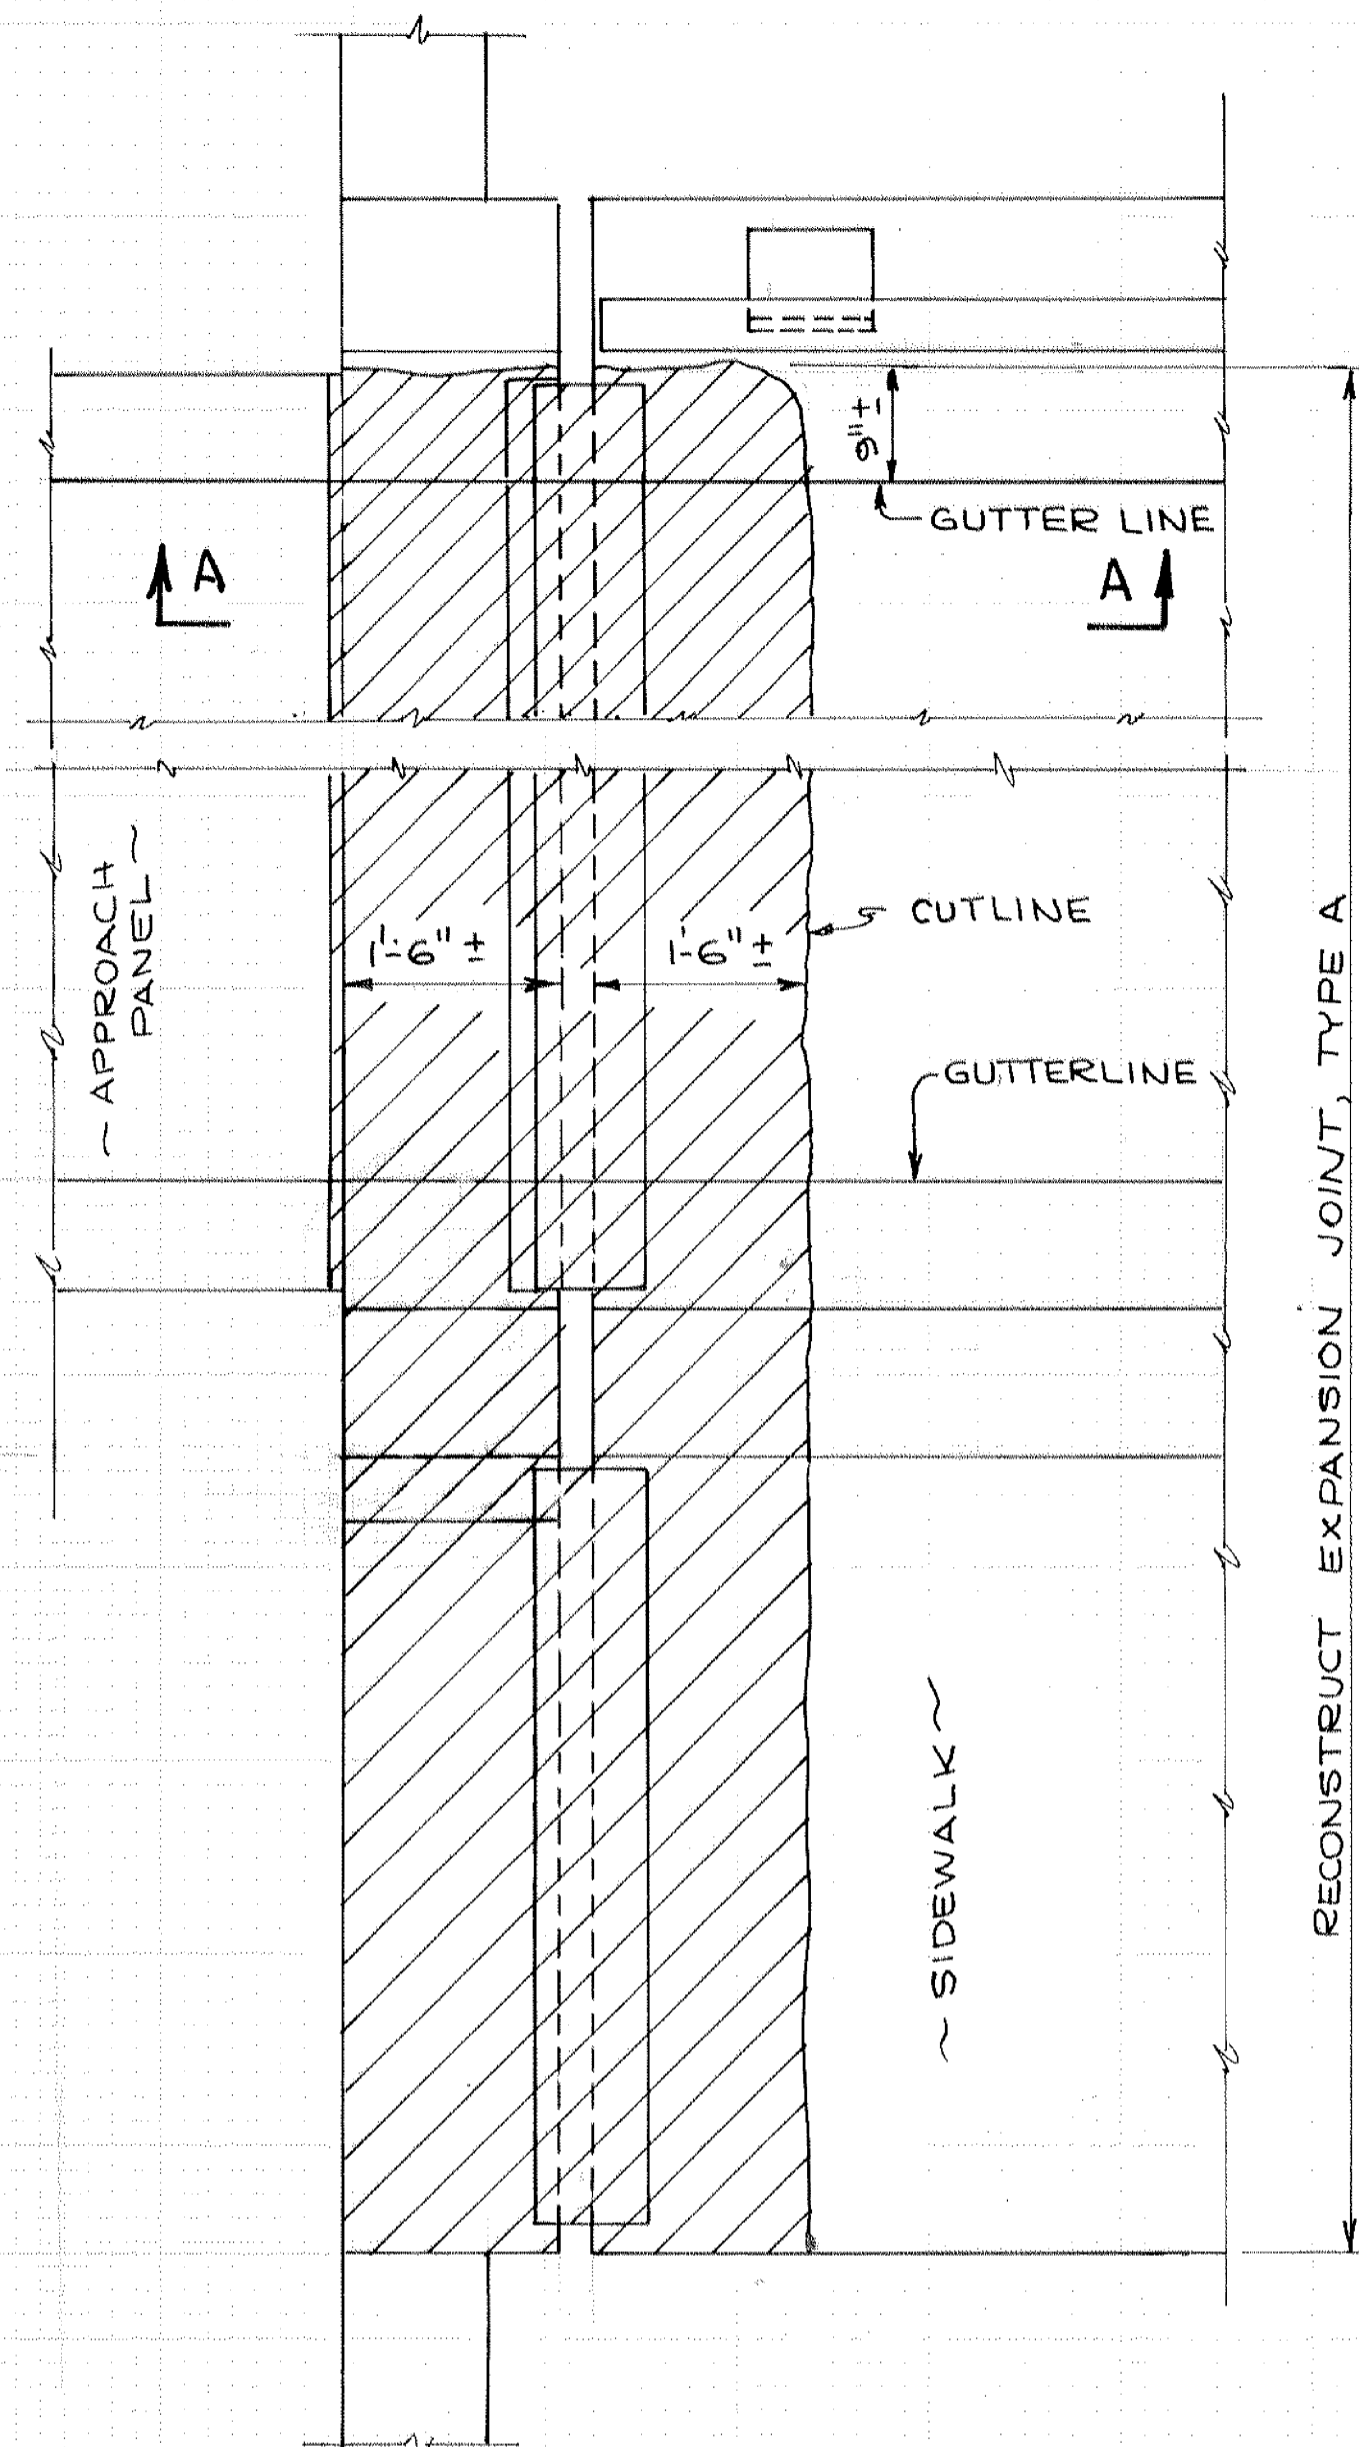 9"±
GUTTER LINE
A
A
~ APPROACH
PANEL ~
1'-6" ±
1'-6" ±
CUTLINE
GUTTERLINE
~ SIDEWALK ~
RECONSTRUCT EXPANSION JOINT, TYPE A